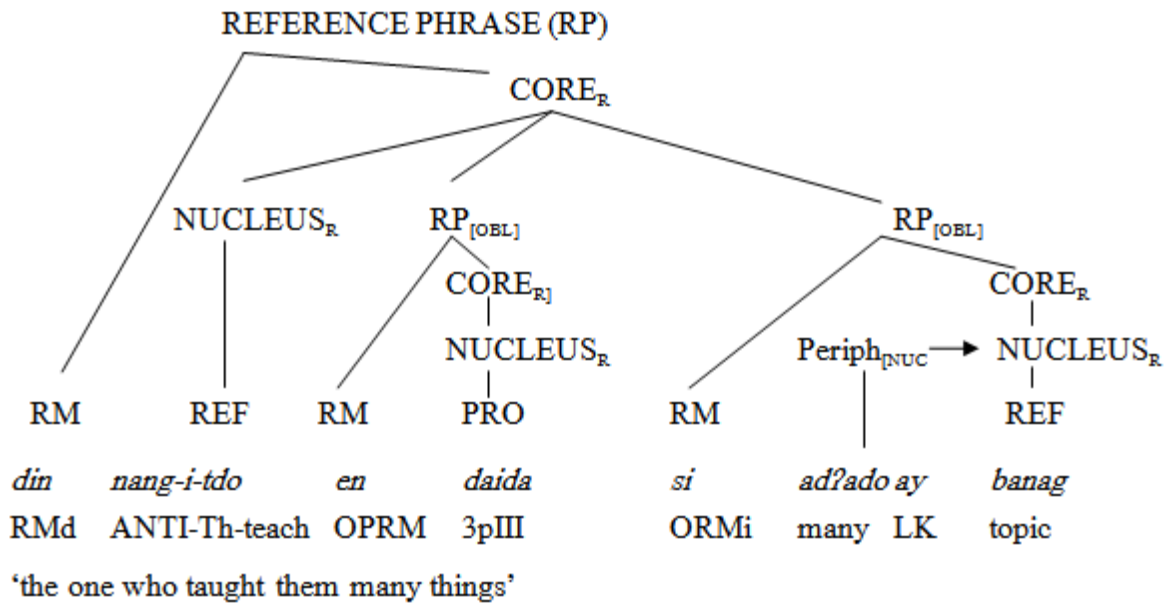 REFERENCE PHRASE (RP)
CORE_R
NUCLEUS_R RP_[OBL] RP_[OBL]
CORE_R] CORE_R
NUCLEUS_R Periph_[NUC NUCLEUS_R
RM REF RM PRO RM REF
din nang-i-tdo en daida si ad?ado ay banag
RMd ANTI-Th-teach OPRM 3pIII ORMi many LK topic
‘the one who taught them many things’